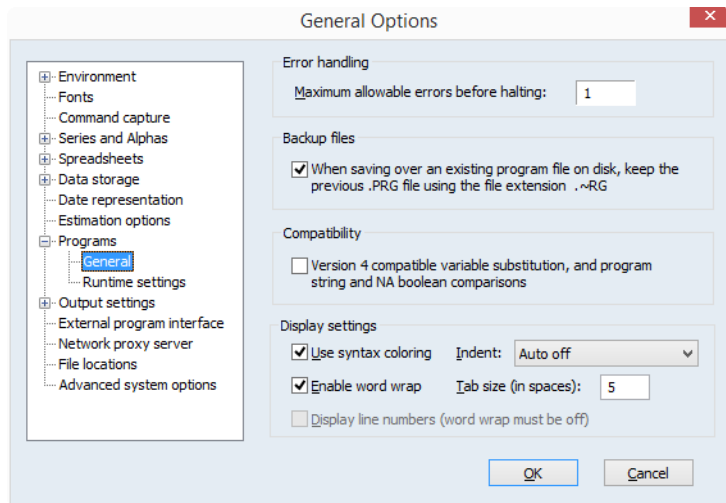 General Options
Environment
Fonts
Command capture
Series and Alphas
Spreadsheets
Data storage
Date representation
Estimation options
Programs
General
Runtime settings
Output settings
External program interface
Network proxy server
File locations
Advanced system options
Error handling
Maximum allowable errors before halting: 1
Backup files
When saving over an existing program file on disk, keep the
previous .PRG file using the file extension .~RG
Compatibility
Version 4 compatible variable substitution, and program
string and NA boolean comparisons
Display settings
Use syntax coloring Indent: Auto off
Enable word wrap Tab size (in spaces): 5
Display line numbers (word wrap must be off)
OK Cancel